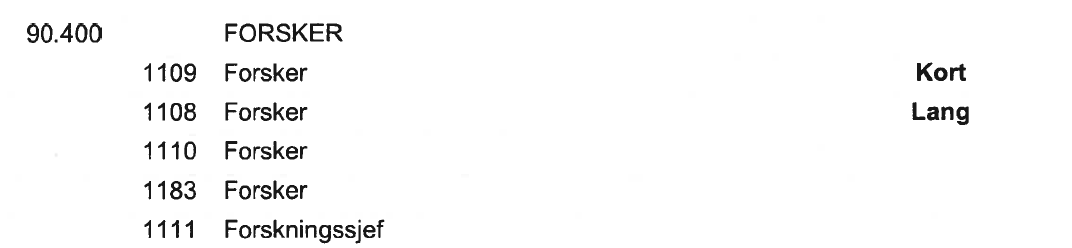 90.400 FORSKER
1109 Forsker Kort
1108 Forsker Lang
1110 Forsker
1183 Forsker
1111 Forskningssjef